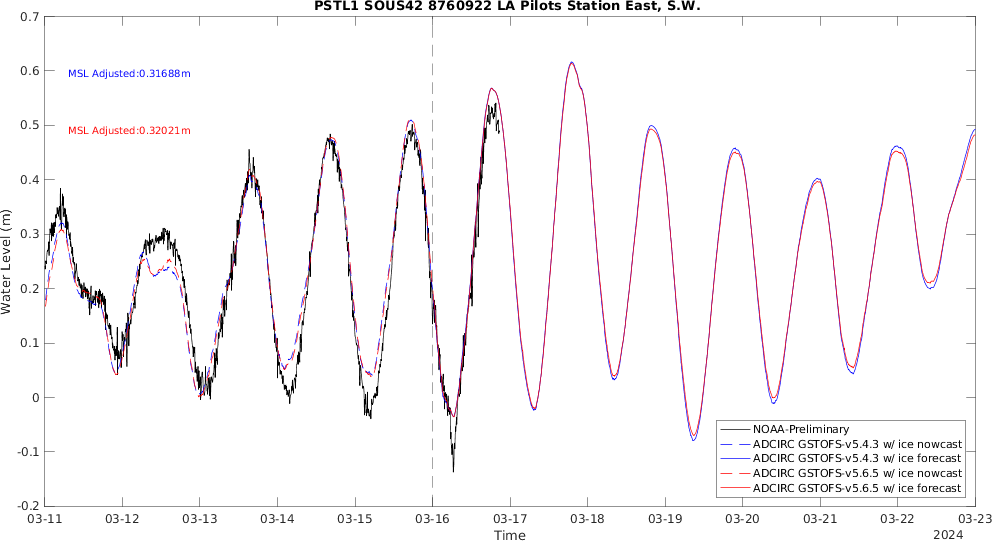 PSTL1 SOUS42 8760922 LA Pilots Station East, S.W.
0.7
0.6
0.5
0.4
0.3
0.2
0.1
0
-0.1
-0.2
Water Level (m)
MSL Adjusted:0.31688m
MSL Adjusted:0.32021m
NOAA-Preliminary
ADCIRC GSTOFS-v5.4.3 w/ ice nowcast
ADCIRC GSTOFS-v5.4.3 w/ ice forecast
ADCIRC GSTOFS-v5.6.5 w/ ice nowcast
ADCIRC GSTOFS-v5.6.5 w/ ice forecast
03-11 03-12 03-13 03-14 03-15 03-16 03-17 03-18 03-19 03-20 03-21 03-22 03-23
Time
2024